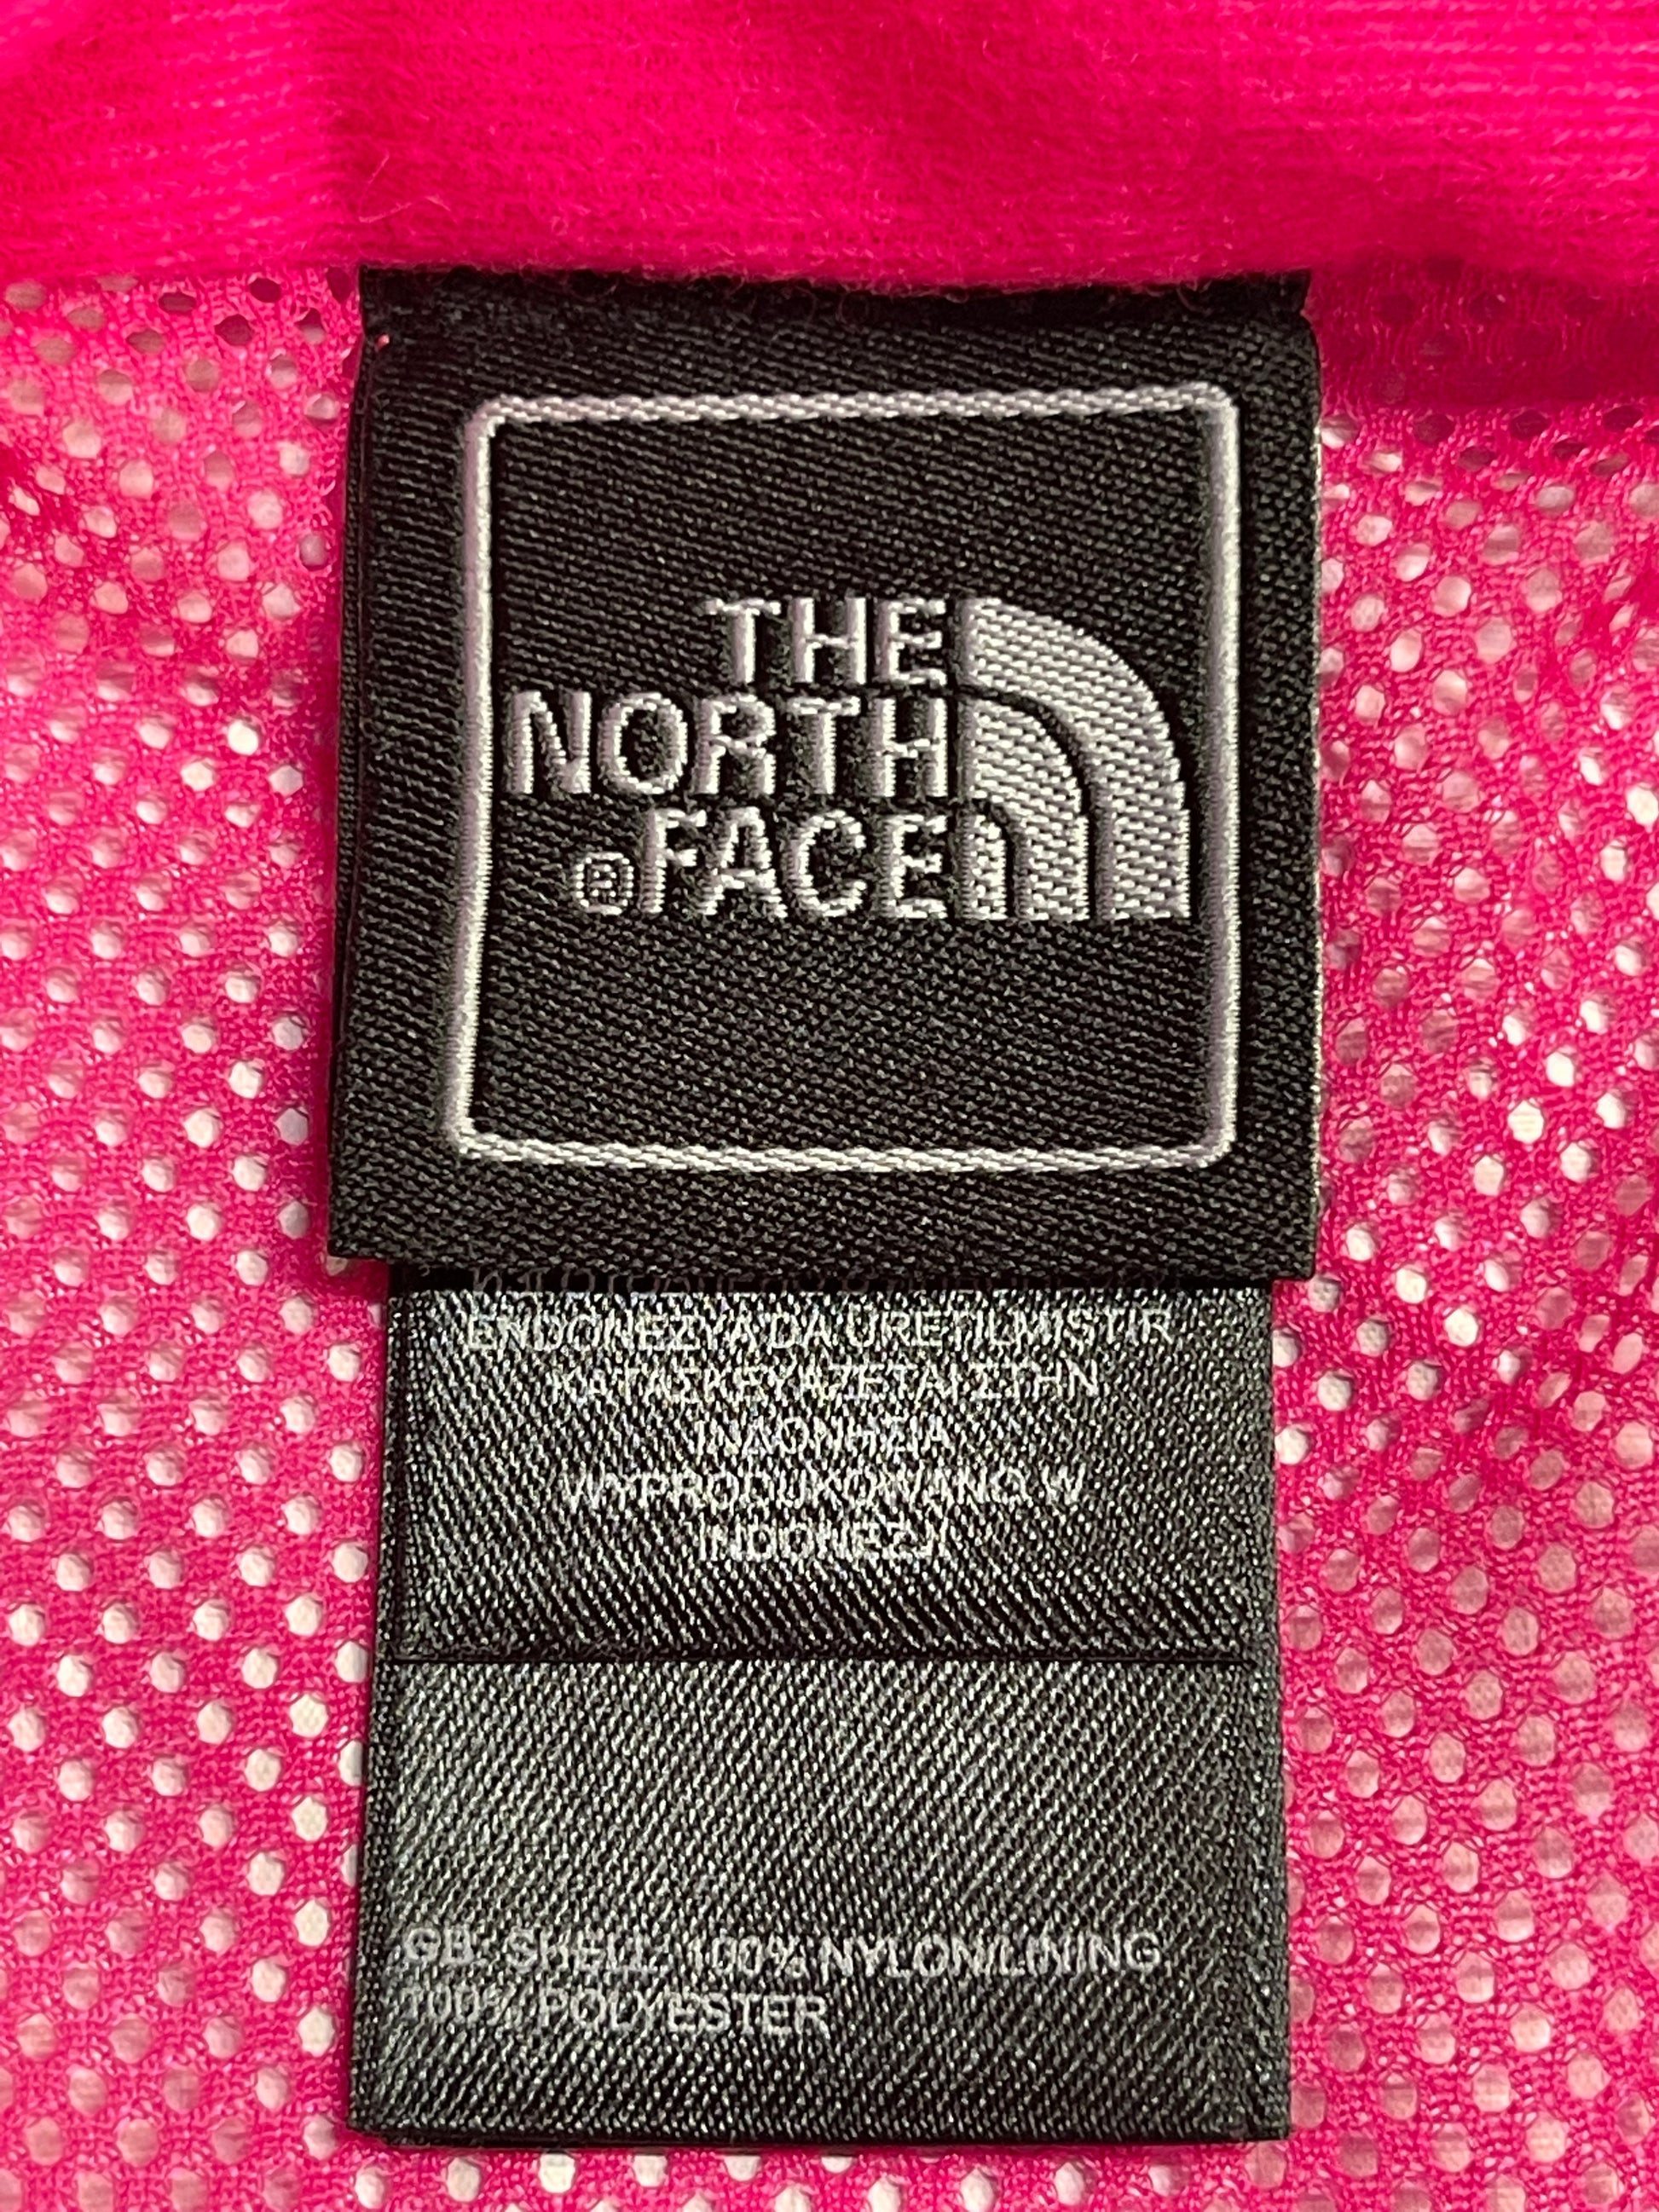 THE
NORTH
®FACE
ENDONEZYA'DA ÜRETİLMİŞTİR
ΚΑΤΑΣΚΕΥΑΖΕΤΑΙ ΣΤΗΝ
ΙΝΔΟΝΗΣΙΑ
WYPRODUKOWANO W
INDONEZJI
GB: SHELL: 100% NYLON/LINING:
100% POLYESTER